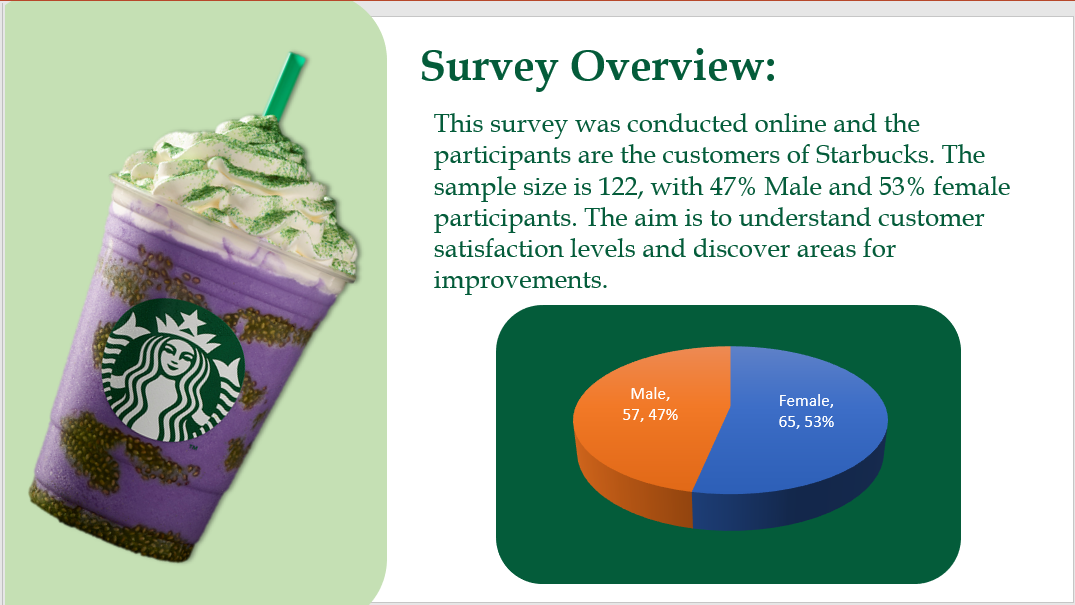 Survey Overview:
This survey was conducted online and the
participants are the customers of Starbucks. The
sample size is 122, with 47% Male and 53% female
participants. The aim is to understand customer
satisfaction levels and discover areas for
improvements.
Male,
57, 47%
Female,
65, 53%
TM